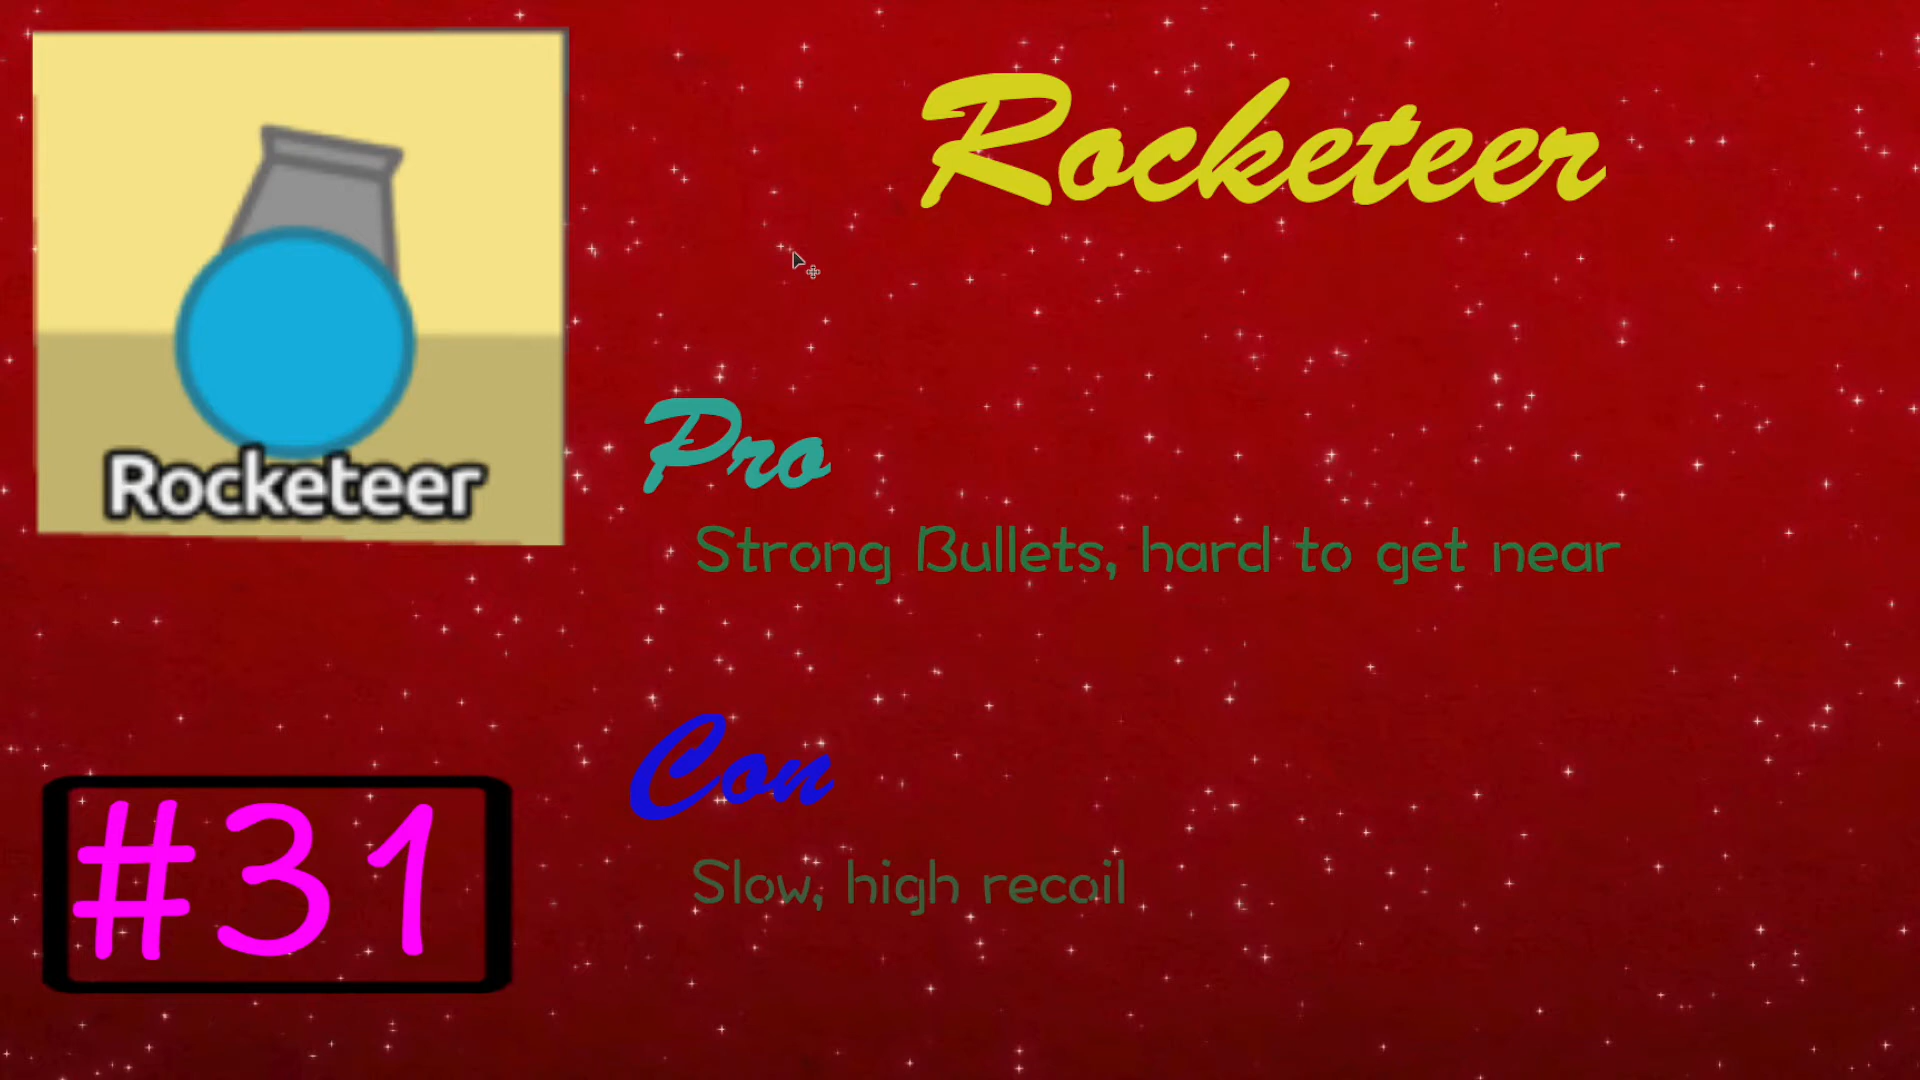 Rocketeer
Rocketeer
Pro
Strong Bullets, hard to get near
Con
Slow, high recoil
#31